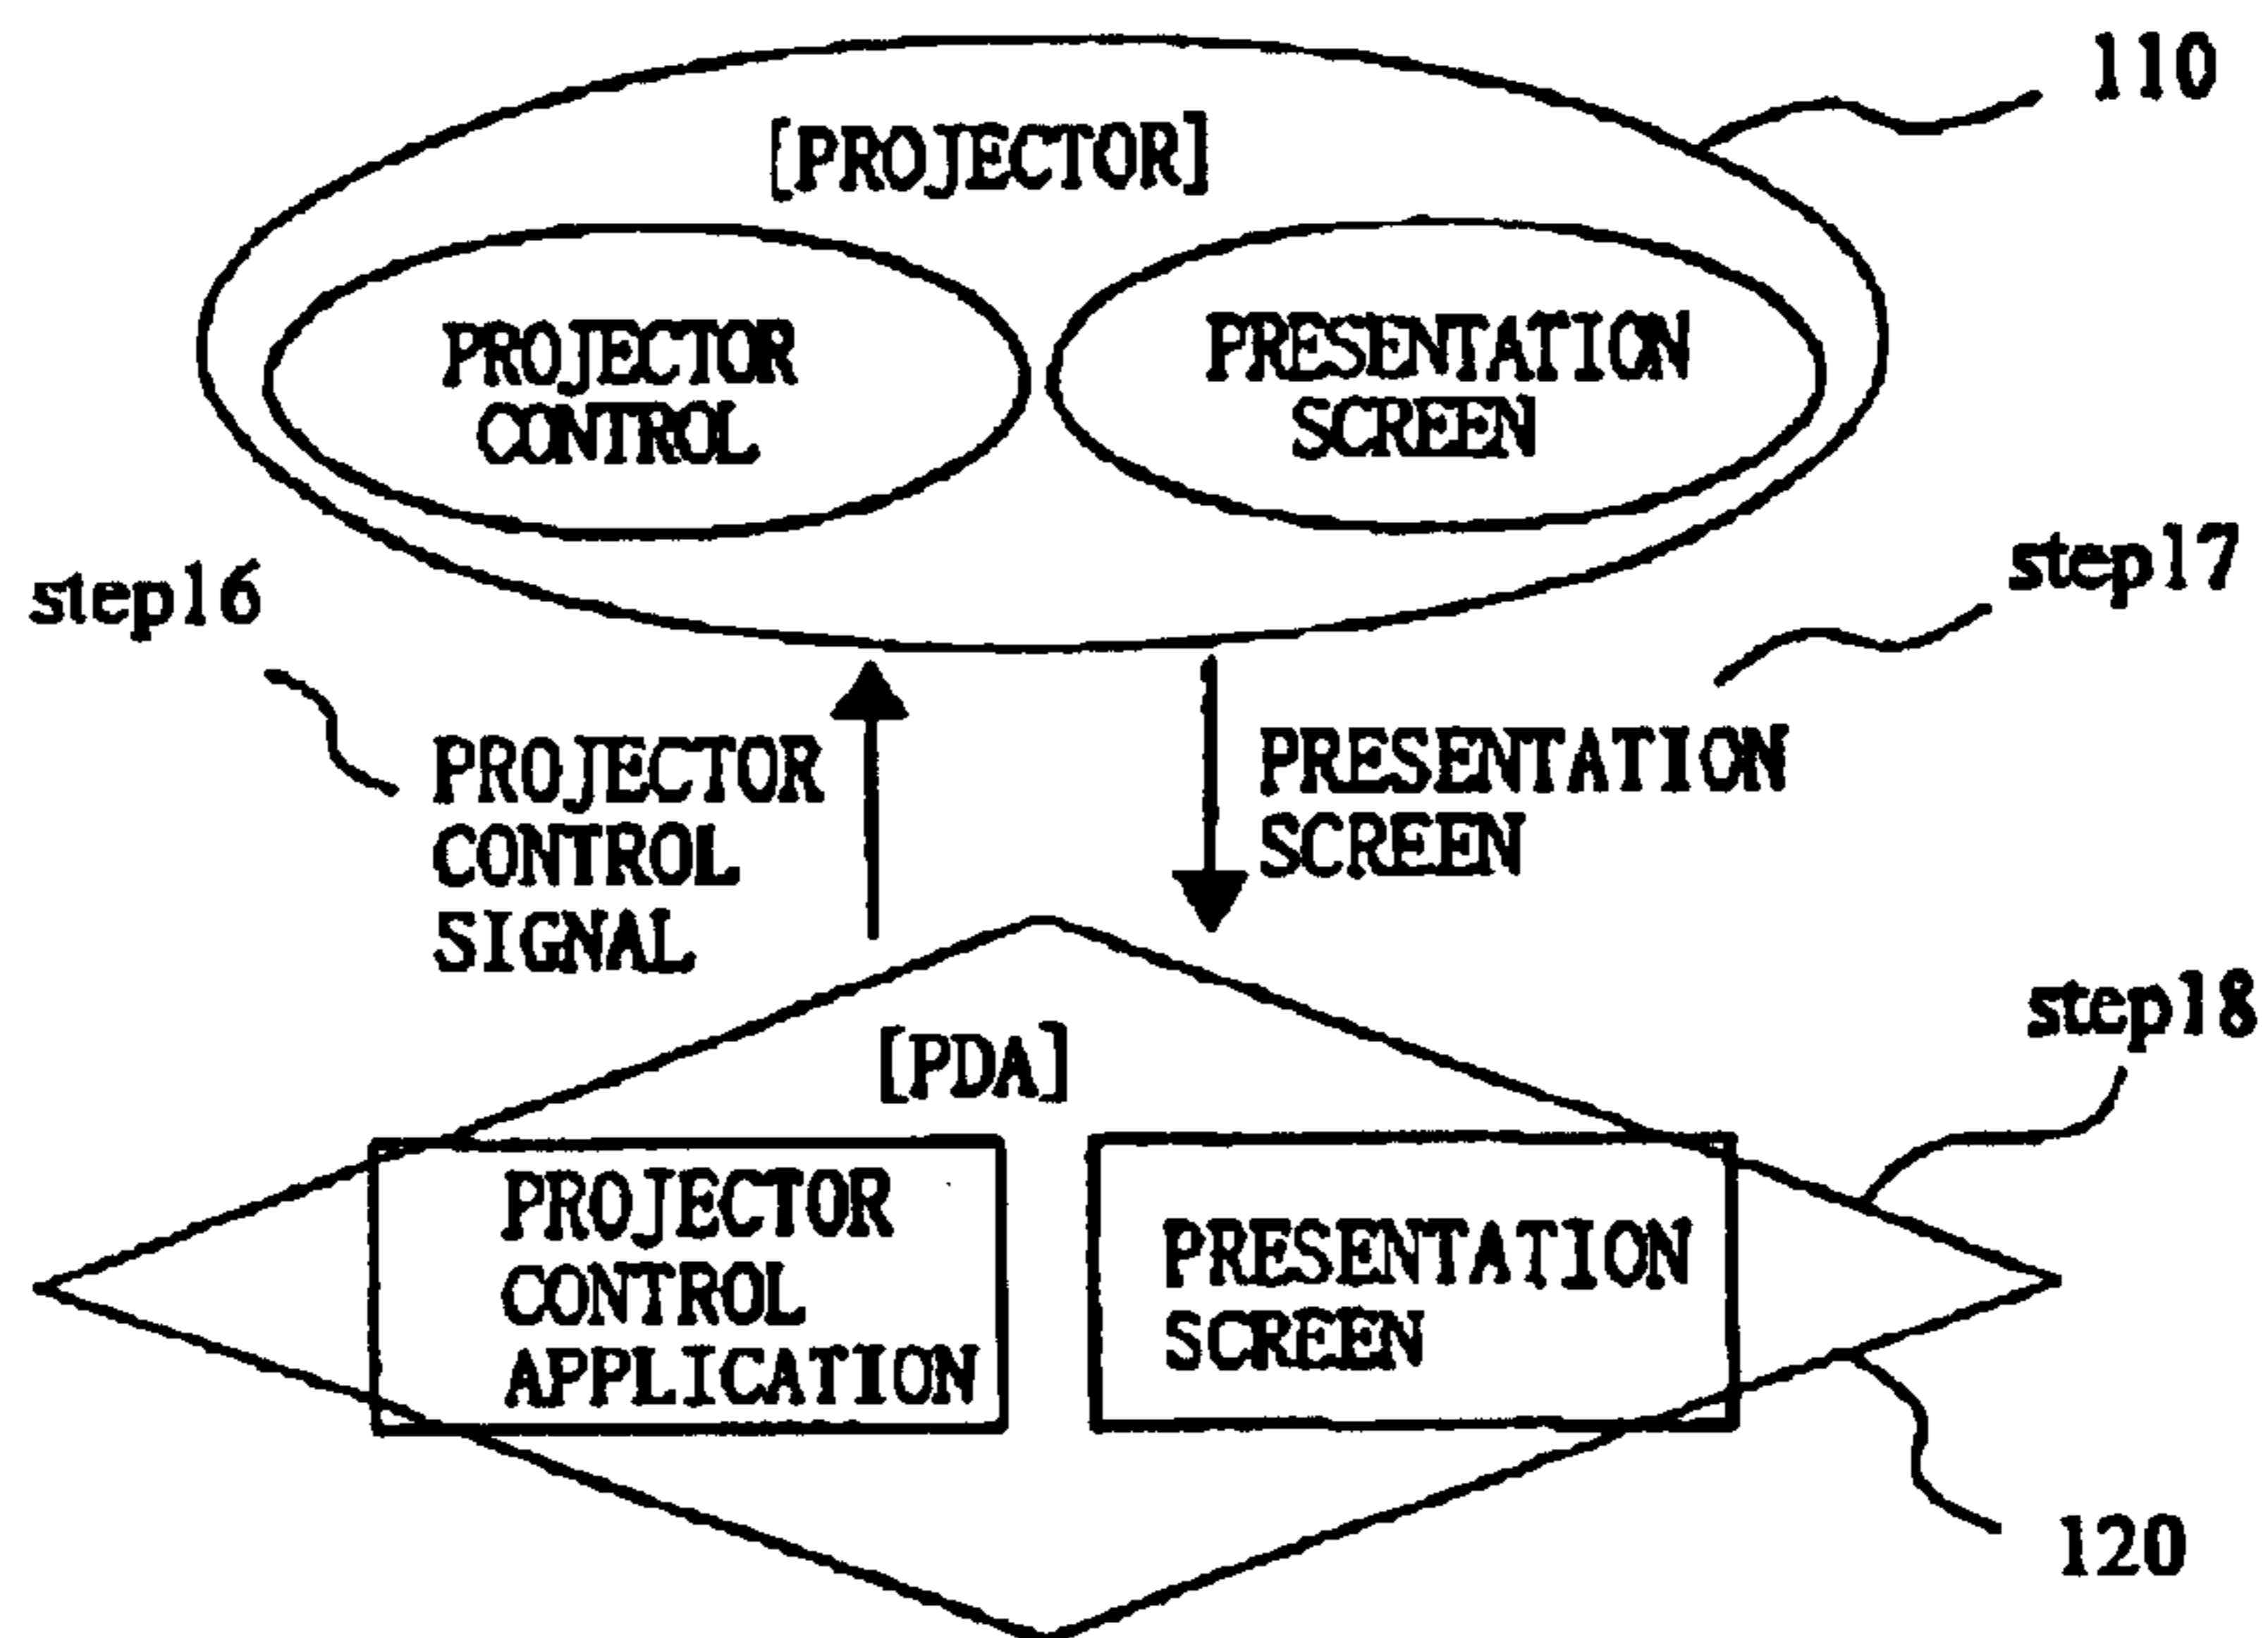 110
[PROJECTOR]
PROJECTOR
CONTROL
PRESENTATION
SCREEN
step16
step17
PROJECTOR
CONTROL
SIGNAL
PRESENTATION
SCREEN
step18
[PDA]
PROJECTOR
CONTROL
APPLICATION
PRESENTATION
SCREEN
120